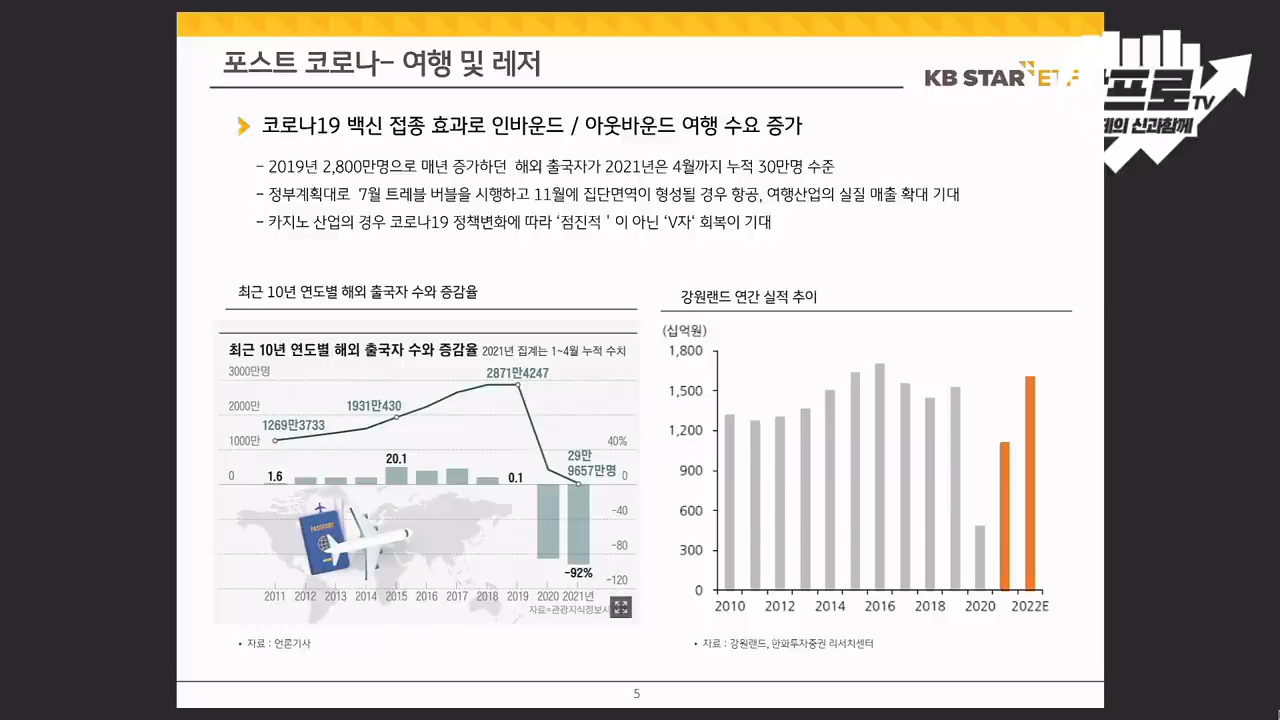 포스트 코로나- 여행 및 레저
KB STAR ETF
프로TV
의 신과함께
코로나19 백신 접종 효과로 인바운드 / 아웃바운드 여행 수요 증가
- 2019년 2,800만명으로 매년 증가하던 해외 출국자가 2021년은 4월까지 누적 30만명 수준
- 정부계획대로 7월 트레블 버블을 시행하고 11월에 집단면역이 형성될 경우 항공, 여행산업의 실질 매출 확대 기대
- 카지노 산업의 경우 코로나19 정책변화에 따라 ‘점진적 ' 이 아닌 ‘V자‘ 회복이 기대
최근 10년 연도별 해외 출국자 수와 증감율
최근 10년 연도별 해외 출국자 수와 증감율 2021년 집계는 1~4월 누적 수치
3000만명
2871만4247
2000만
1931만430
1269만3733
1000만
40%
29만
9657만명
0
1.6
20.1
0.1
0
-40
-80
-92%
-120
PASSPORT
2011 2012 2013 2014 2015 2016 2017 2018 2019 2020 2021년
자료=관광지식정보시
• 자료 : 언론기사
강원랜드 연간 실적 추이
(십억원)
1,800
1,500
1,200
900
600
300
0
2010 2012 2014 2016 2018 2020 2022E
• 자료 : 강원랜드, 한화투자증권 리서치센터
5